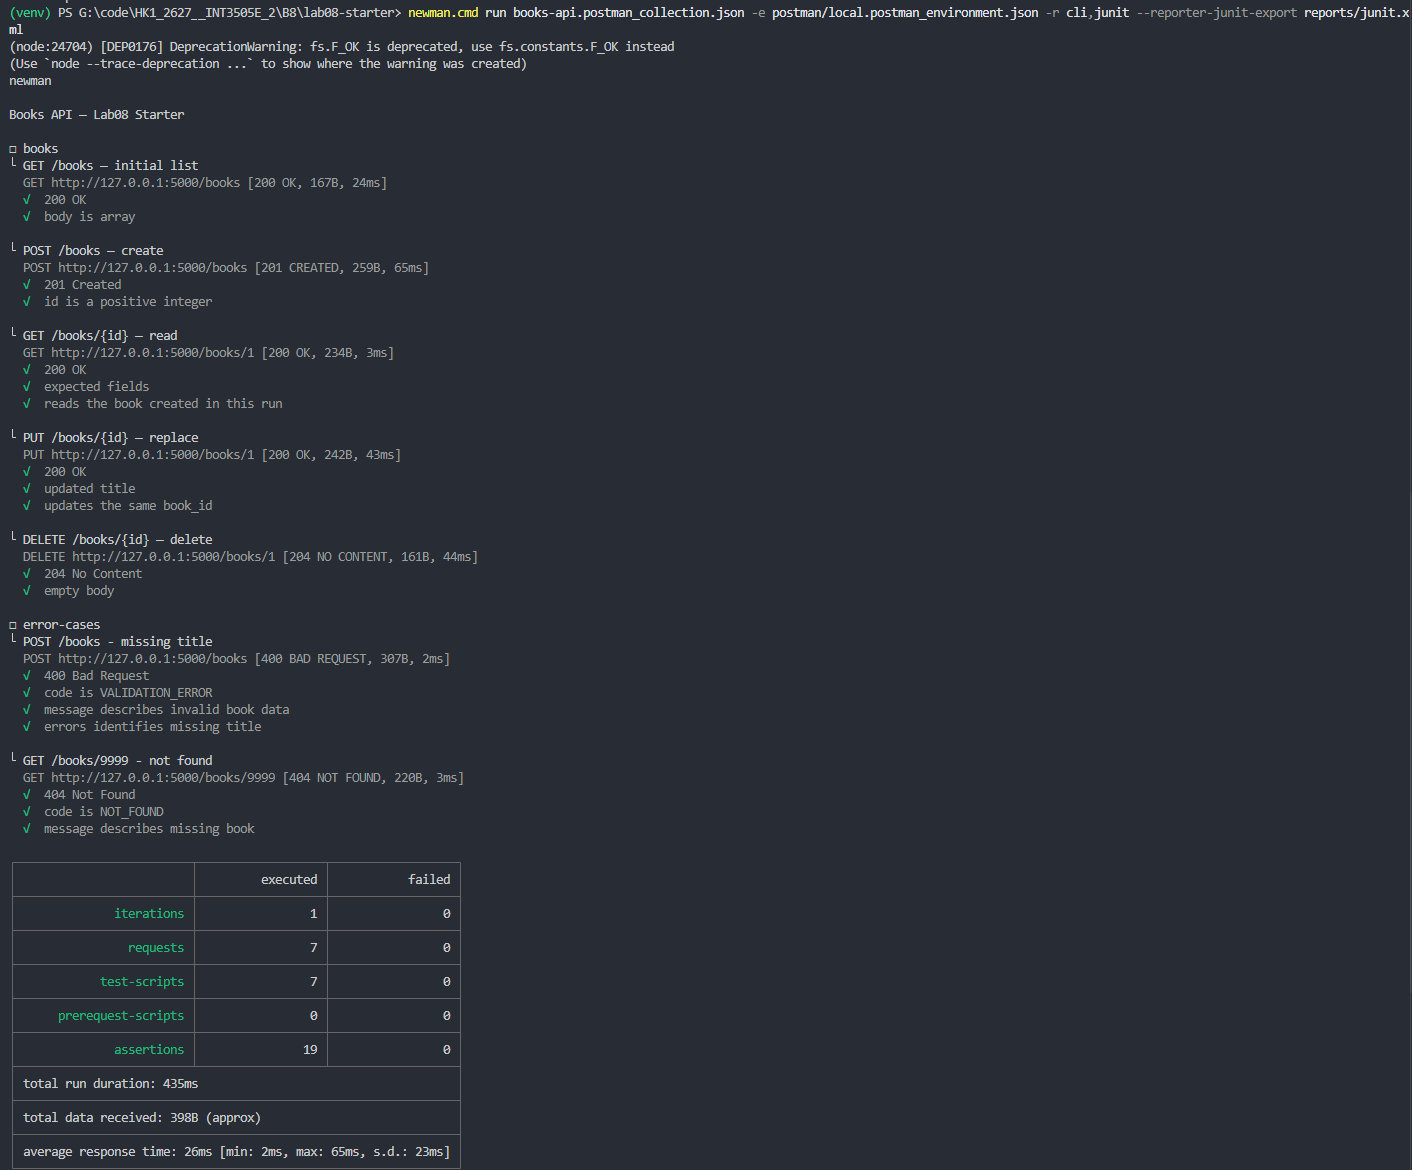 (venv) PS G:\code\HK1_2627__INT3505E_2\B8\lab08-starter> newman.cmd run books-api.postman_collection.json -e postman/local.postman_environment.json -r cli,junit --reporter-junit-export reports/junit.x
ml
(node:24704) [DEP0176] DeprecationWarning: fs.F_OK is deprecated, use fs.constants.F_OK instead
(Use `node --trace-deprecation ...` to show where the warning was created)
newman

Books API — Lab08 Starter

□ books
└ GET /books — initial list
  GET http://127.0.0.1:5000/books [200 OK, 167B, 24ms]
  √  200 OK
  √  body is array

└ POST /books — create
  POST http://127.0.0.1:5000/books [201 CREATED, 259B, 65ms]
  √  201 Created
  √  id is a positive integer

└ GET /books/{id} — read
  GET http://127.0.0.1:5000/books/1 [200 OK, 234B, 3ms]
  √  200 OK
  √  expected fields
  √  reads the book created in this run

└ PUT /books/{id} — replace
  PUT http://127.0.0.1:5000/books/1 [200 OK, 242B, 43ms]
  √  200 OK
  √  updated title
  √  updates the same book_id

└ DELETE /books/{id} — delete
  DELETE http://127.0.0.1:5000/books/1 [204 NO CONTENT, 161B, 44ms]
  √  204 No Content
  √  empty body

□ error-cases
└ POST /books - missing title
  POST http://127.0.0.1:5000/books [400 BAD REQUEST, 307B, 2ms]
  √  400 Bad Request
  √  code is VALIDATION_ERROR
  √  message describes invalid book data
  √  errors identifies missing title

└ GET /books/9999 - not found
  GET http://127.0.0.1:5000/books/9999 [404 NOT FOUND, 220B, 3ms]
  √  404 Not Found
  √  code is NOT_FOUND
  √  message describes missing book

executed failed
iterations 1 0
requests 7 0
test-scripts 7 0
prerequest-scripts 0 0
assertions 19 0
total run duration: 435ms
total data received: 398B (approx)
average response time: 26ms [min: 2ms, max: 65ms, s.d.: 23ms]